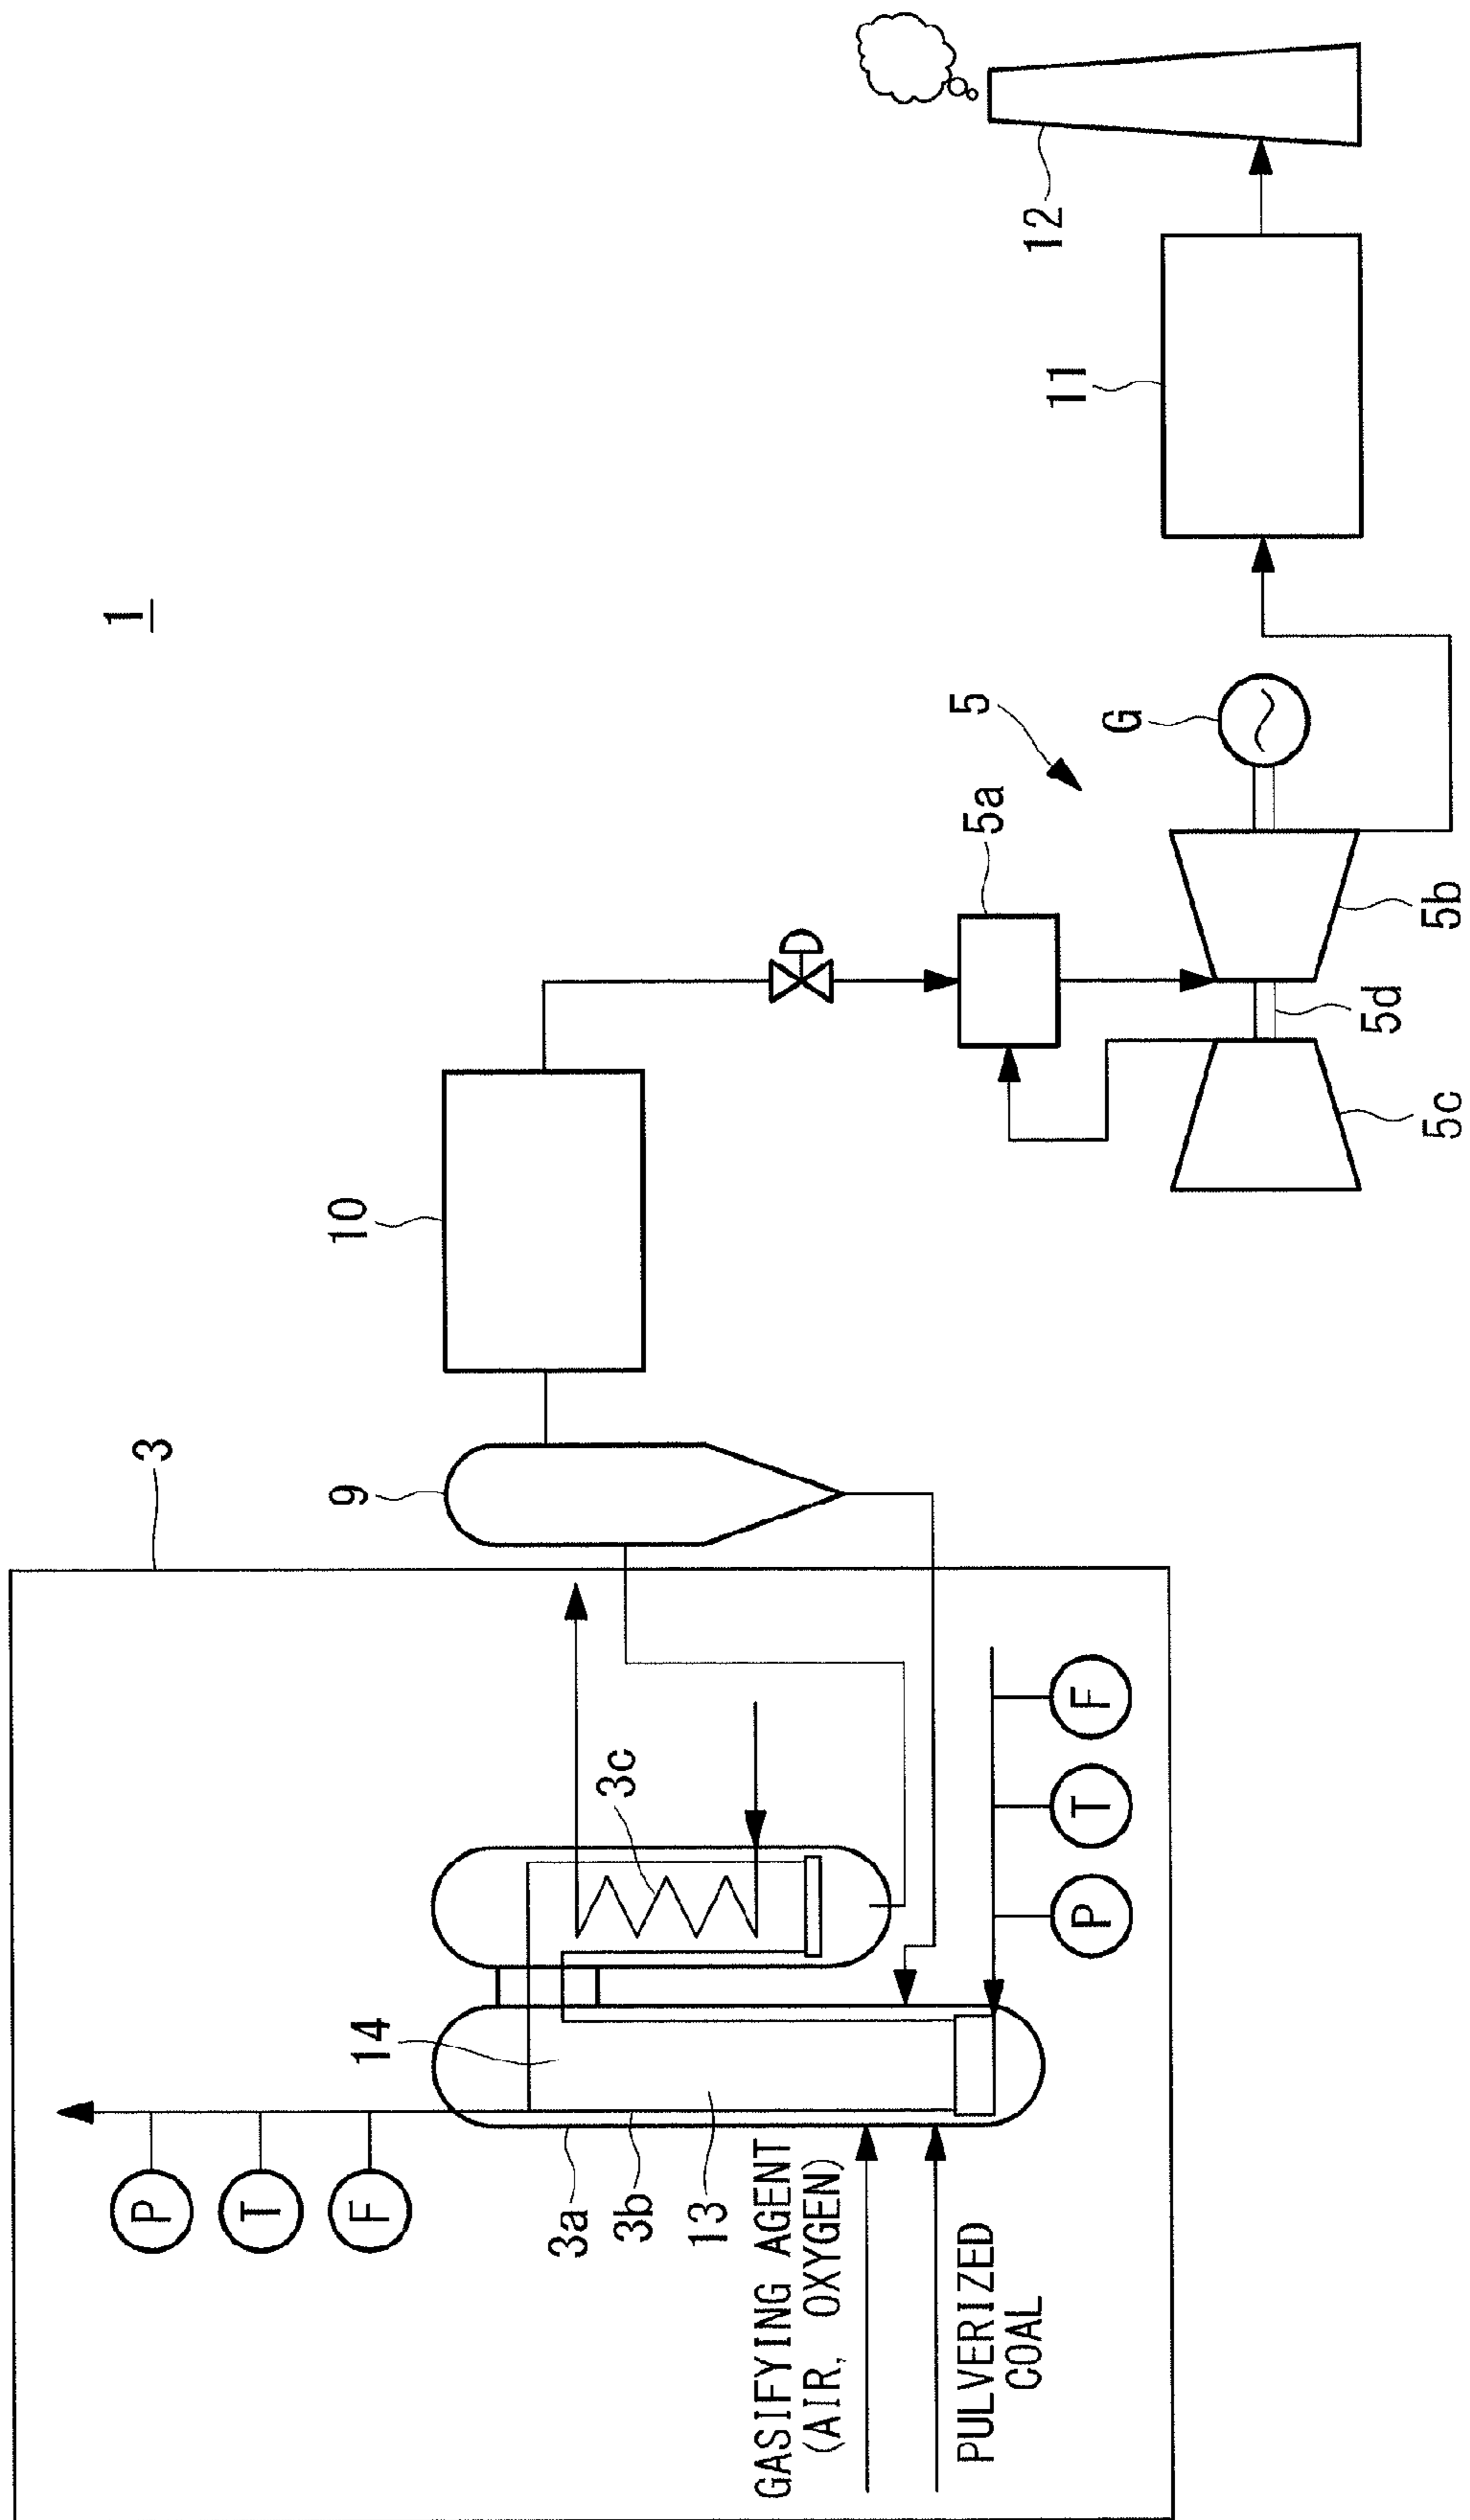 1
3
P
T
F
14
3a
3b
13
3c
GASIFYING AGENT
(AIR, OXYGEN)
PULVERIZED
COAL
P
T
F
9
10
5
5a
G
5b
5c
5d
11
12